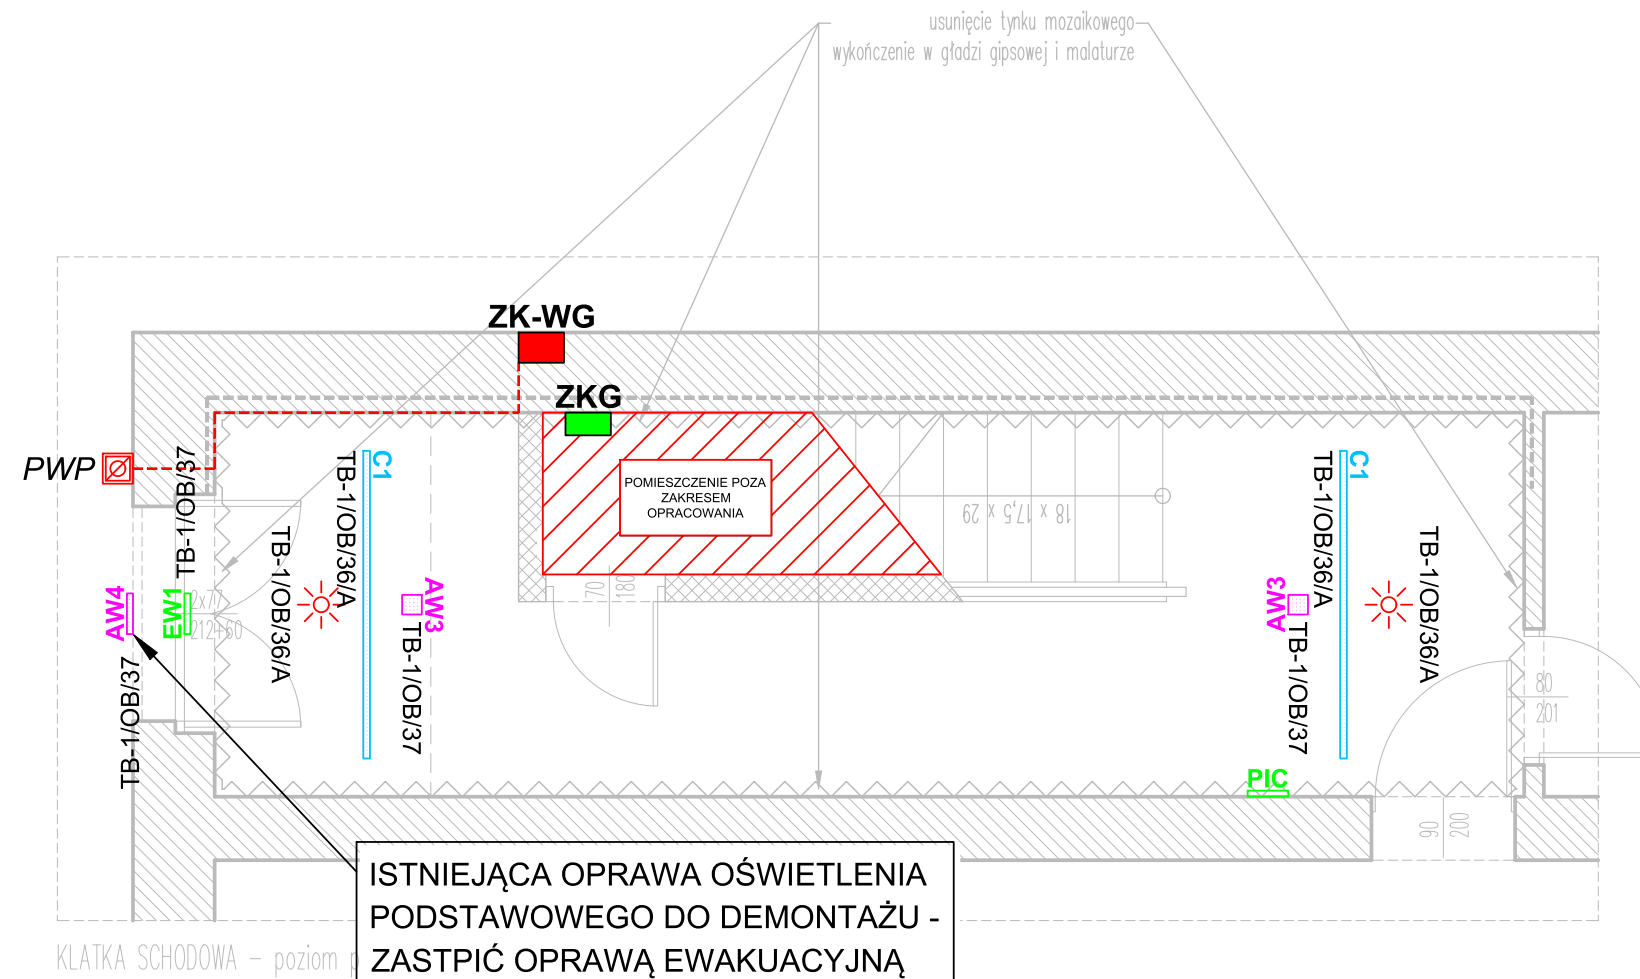 usunięcie tynku mozaikowego
wykończenie w gładzi gipsowej i malaturze
ZK-WG
ZKG
PWP
TB-1/OB/37
AW4
EW1
TB-1/OB/37
2x77
212+60
TB-1/OB/36/A
TB-1/OB/36/A
C1
AW3
TB-1/OB/37
POMIESZCZENIE POZA
ZAKRESEM
OPRACOWANIA
70
180
18 x 17,5 x 29
C1
TB-1/OB/36/A
AW3
TB-1/OB/37
TB-1/OB/36/A
80
201
PIC
90
200
ISTNIEJĄCA OPRAWA OŚWIETLENIA
PODSTAWOWEGO DO DEMONTAŻU -
ZASTPIĆ OPRAWĄ EWAKUACYJNĄ
KLATKA SCHODOWA - poziom